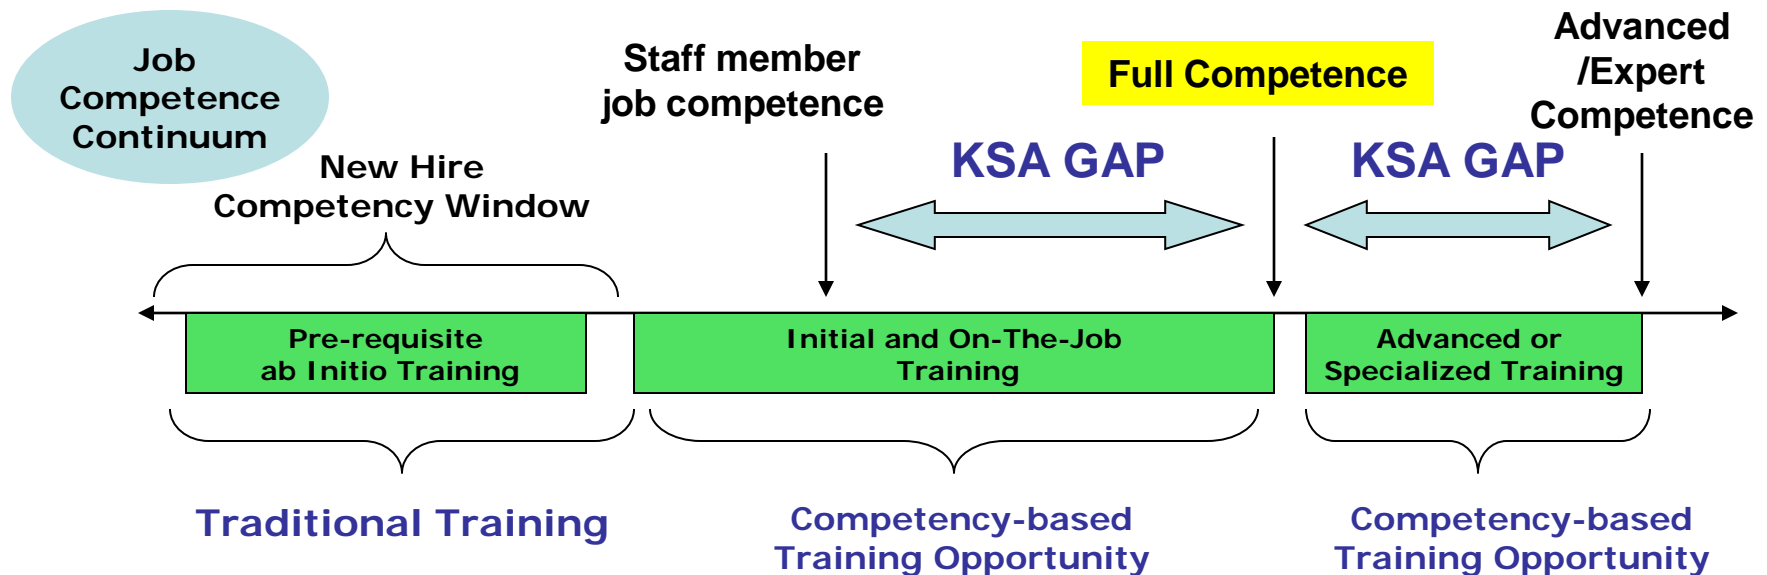 Job
Competence
Continuum
New Hire
Competency Window
Staff member
job competence
Full Competence
Advanced
/Expert
Competence
KSA GAP
KSA GAP
Pre-requisite
ab Initio Training
Initial and On-The-Job
Training
Advanced or
Specialized Training
Traditional Training
Competency-based
Training Opportunity
Competency-based
Training Opportunity